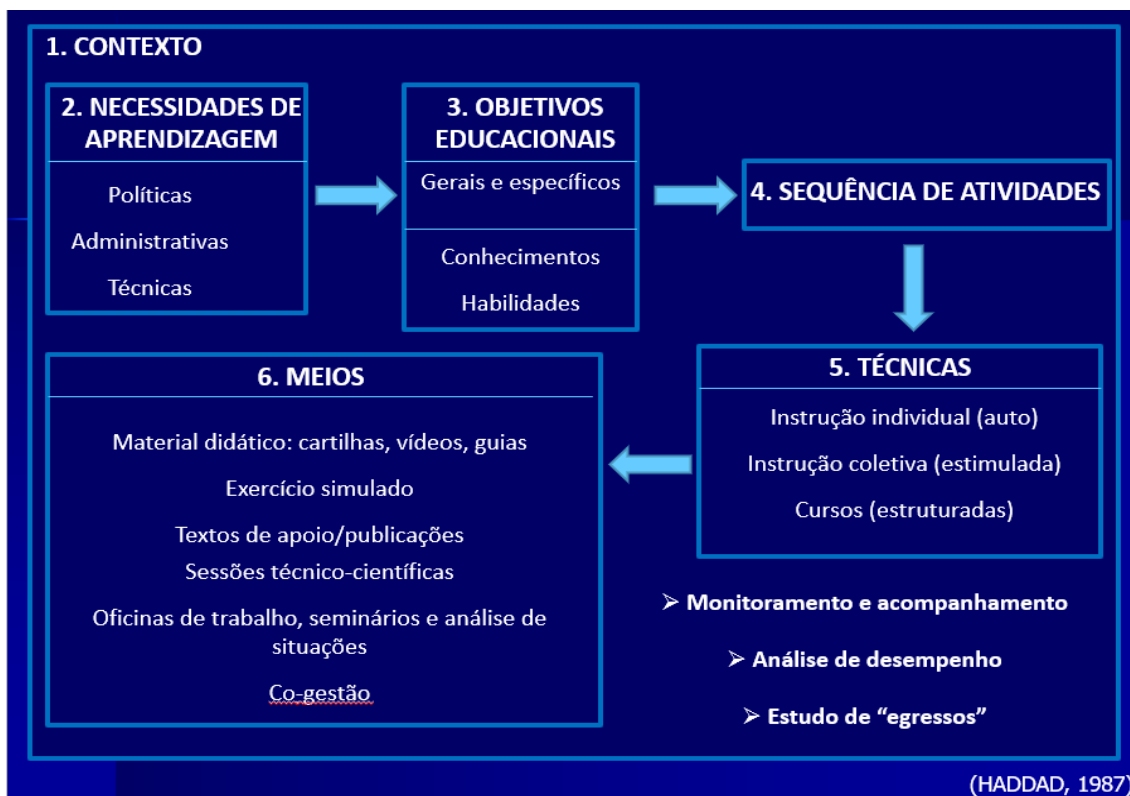 1. CONTEXTO
2. NECESSIDADES DE
APRENDIZAGEM
Políticas
Administrativas
Técnicas
3. OBJETIVOS
EDUCACIONAIS
Gerais e específicos
Conhecimentos
Habilidades
4. SEQUÊNCIA DE ATIVIDADES
5. TÉCNICAS
Instrução individual (auto)
Instrução coletiva (estimulada)
Cursos (estruturadas)
6. MEIOS
Material didático: cartilhas, vídeos, guias
Exercício simulado
Textos de apoio/publicações
Sessões técnico-científicas
Oficinas de trabalho, seminários e análise de
situações
Co-gestão
➢ Monitoramento e acompanhamento
➢ Análise de desempenho
➢ Estudo de “egressos”
(HADDAD, 1987)